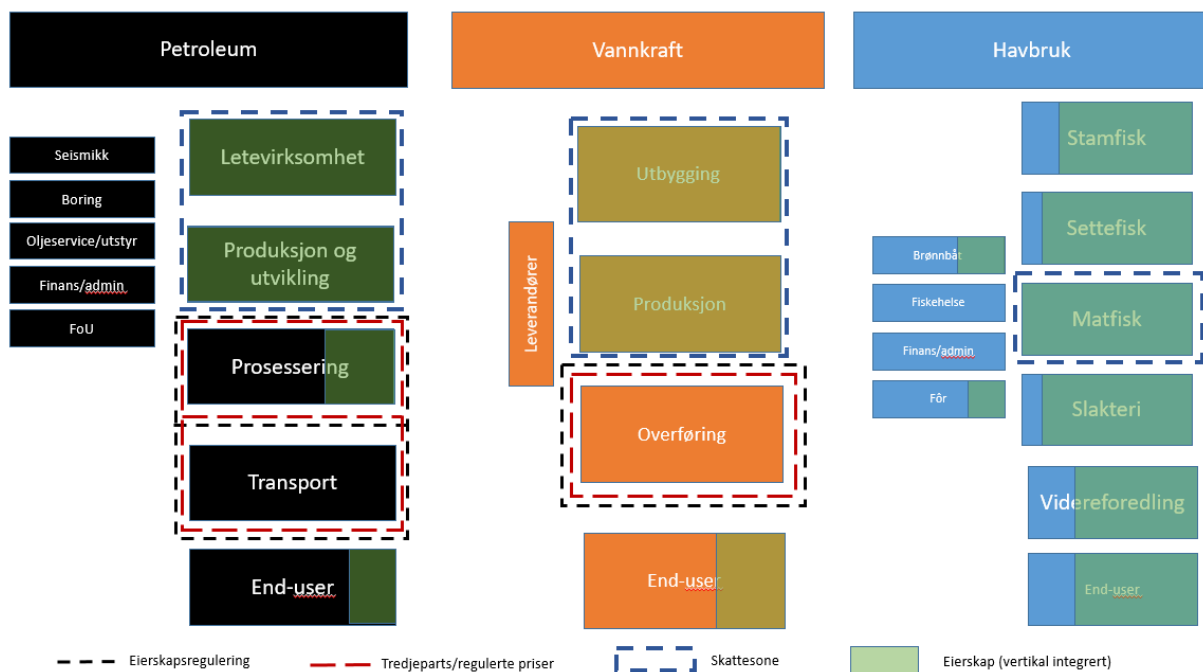 Petroleum
Vannkraft
Havbruk
Seismikk
Boring
Oljeservice/utstyr
Finans/admin
FoU
Letevirksomhet
Produksjon og
utvikling
Prosessering
Transport
End-user
Leverandører
Utbygging
Produksjon
Overføring
End-user
Brønnbåt
Fiskehelse
Finans/admin
Fôr
Stamfisk
Settefisk
Matfisk
Slakteri
Videreforedling
End-user
Eierskapsregulering
Tredjeparts/regulerte priser
Skattesone
Eierskap (vertikal integrert)